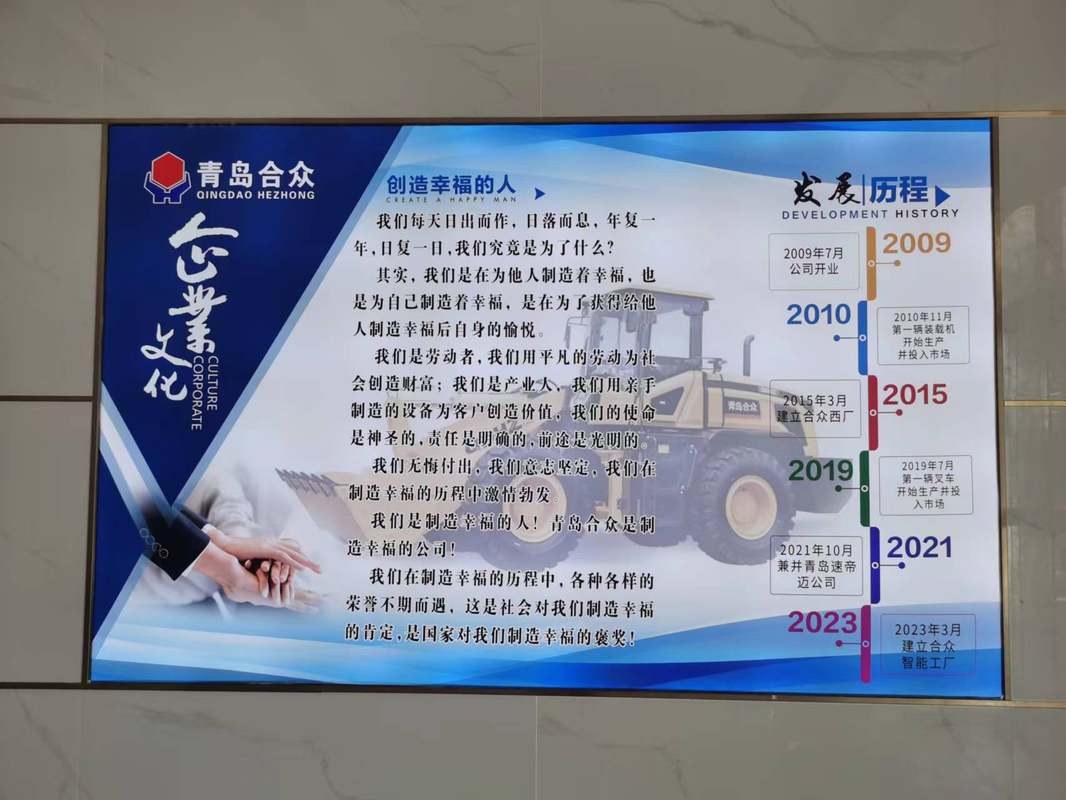 青岛合众
QINGDAO HEZHONG
企業文化
CULTURE
CORPORATE
创造幸福的人
CREATE A HAPPY MAN
我们每天日出而作，日落而息，年复一
年，日复一日，我们究竟是为了什么？
其实，我们是在为他人制造着幸福，也
是为自己制造着幸福，是在为了获得给他
人制造幸福后自身的愉悦。
我们是劳动者，我们用平凡的劳动为社
会创造财富；我们是产业人，我们用亲手
制造的设备为客户创造价值，我们的使命
是神圣的，责任是明确的，前途是光明的。
我们无悔付出，我们意志坚定，我们在
制造幸福的历程中激情勃发
我们是制造幸福的人！青岛合众是制
造幸福的公司！
我们在制造幸福的历程中，各种各样的
荣誉不期而遇，这是社会对我们制造幸福
的肯定，是国家对我们制造幸福的褒奖！
青岛合众
发展历程
DEVELOPMENT HISTORY
2009
2009年7月
公司开业
2010
2010年11月
第一辆装载机
开始生产
并投入市场
2015
2015年3月
建立合众西厂
2019
2019年7月
第一辆叉车
开始生产并投
入市场
2021
2021年10月
兼并青岛速帝
迈公司
2023
2023年3月
建立合众
智能工厂